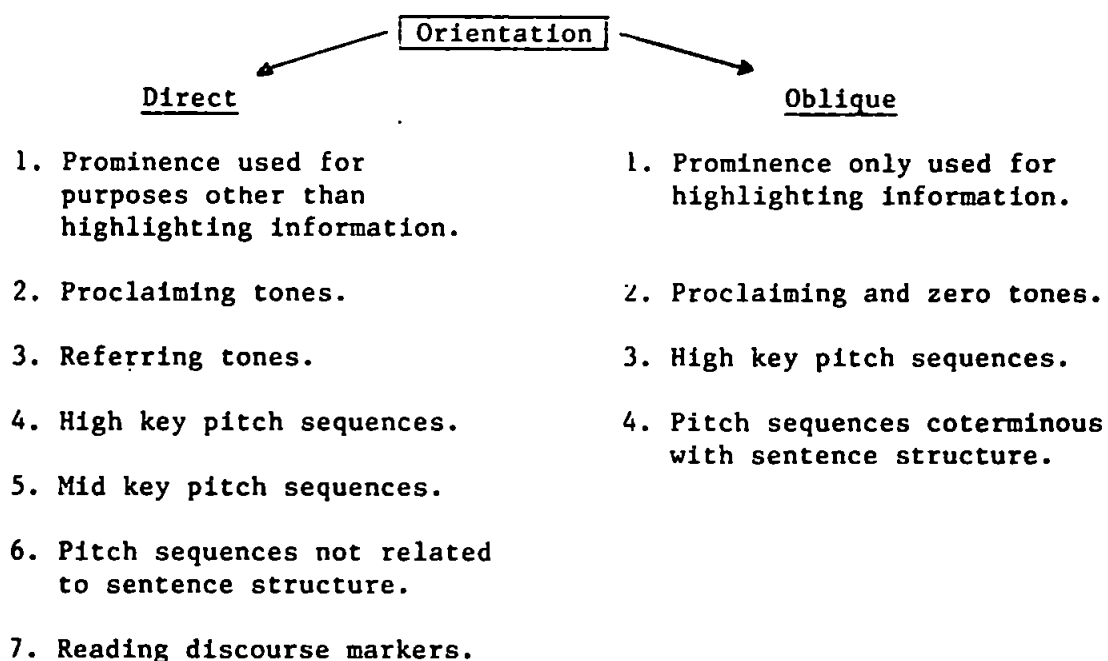 Orientation
Direct
1. Prominence used for
purposes other than
highlighting information.
2. Proclaiming tones.
3. Referring tones.
4. High key pitch sequences.
5. Mid key pitch sequences.
6. Pitch sequences not related
to sentence structure.
7. Reading discourse markers.
Oblique
1. Prominence only used for
highlighting information.
2. Proclaiming and zero tones.
3. High key pitch sequences.
4. Pitch sequences coterminous
with sentence structure.